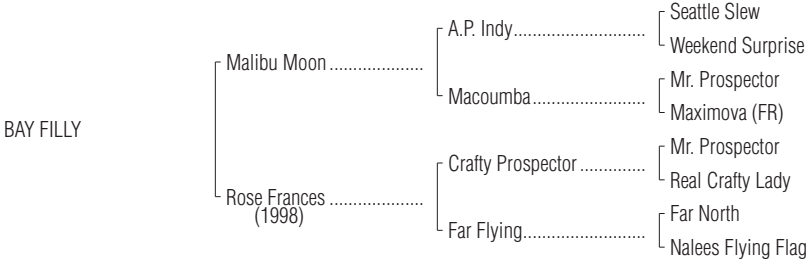 Seattle Slew
A.P. Indy............................
Weekend Surprise
Malibu Moon ....................
Mr. Prospector
Macoumba........................
Maximova (FR)
BAY FILLY
Mr. Prospector
Crafty Prospector ..............
Real Crafty Lady
Rose Frances ....................
(1998)
Far North
Far Flying..........................
Nalees Flying Flag